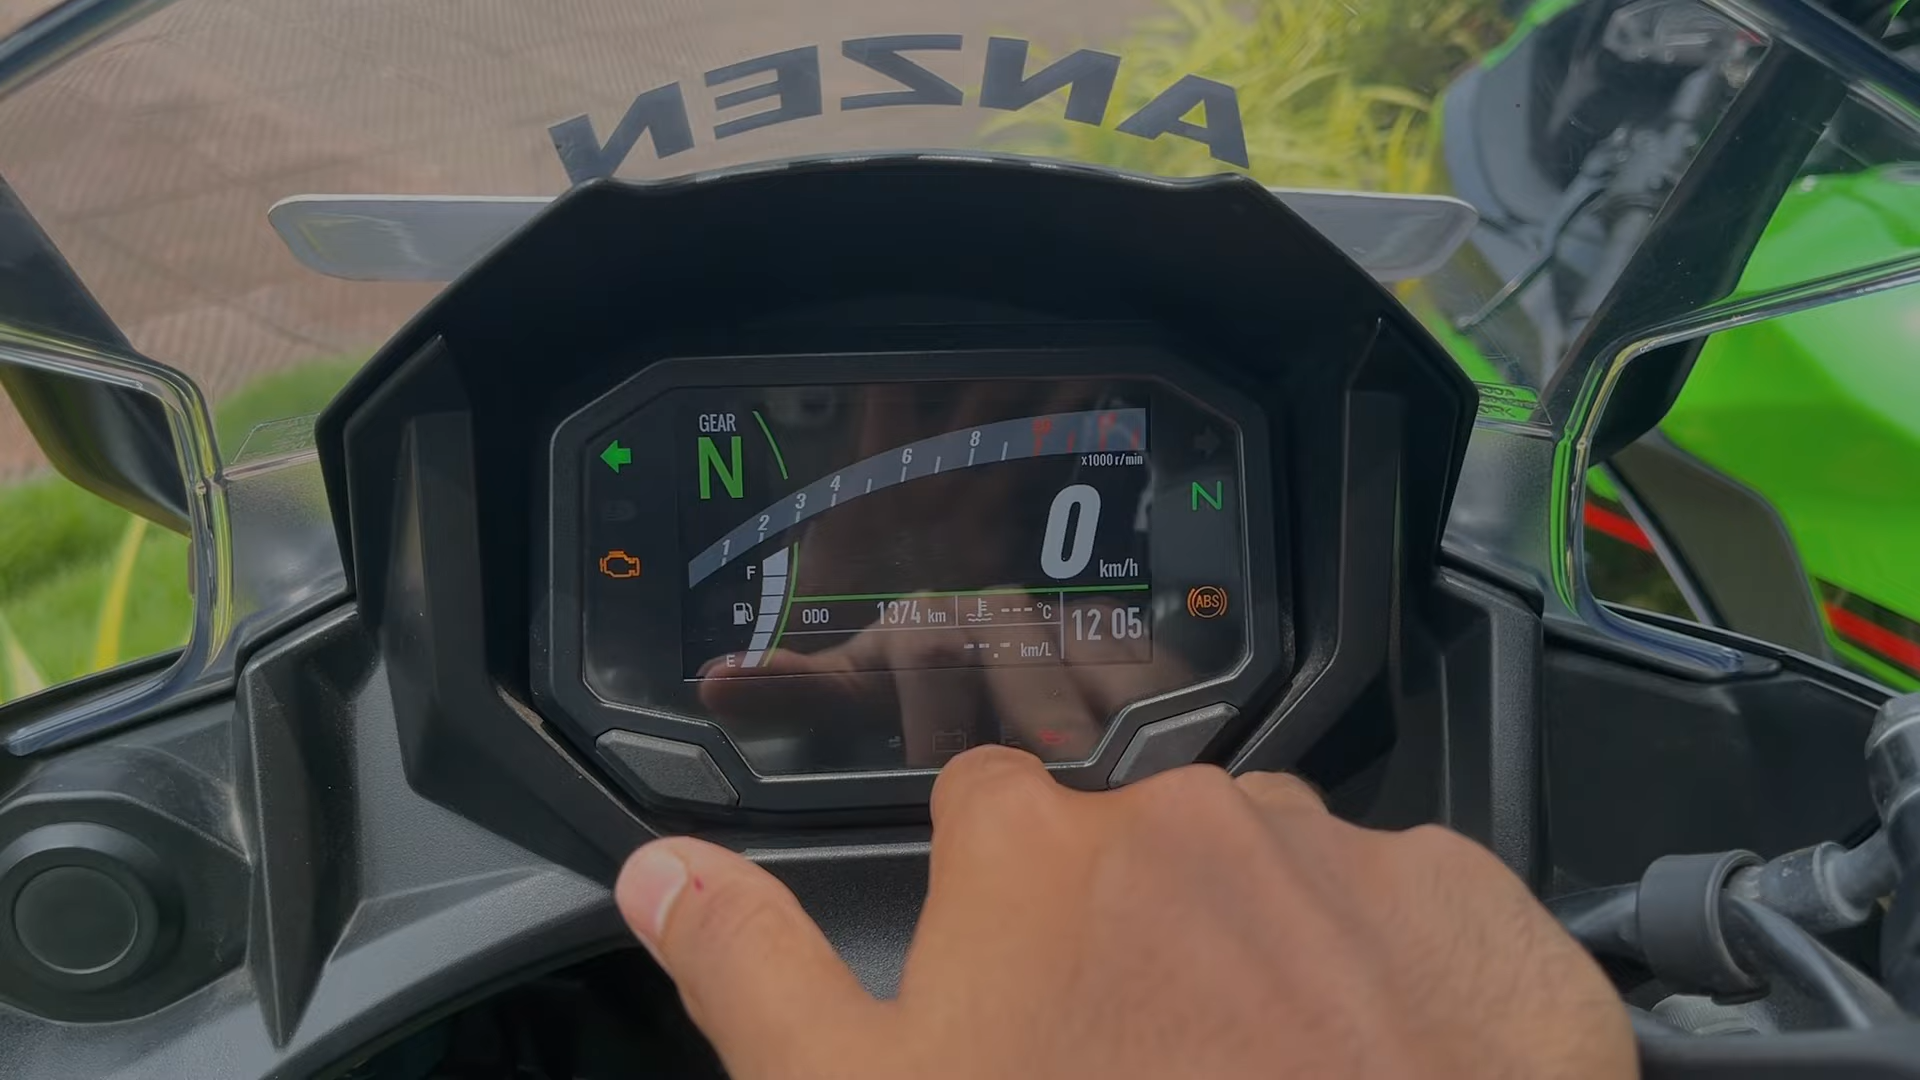 ANZEN
GEAR
N
1 2 3 4 6 8
x1000 r/min
N
0 km/h
F
E
ODO 1374 km
---°C
--.- km/L
12 05
ABS